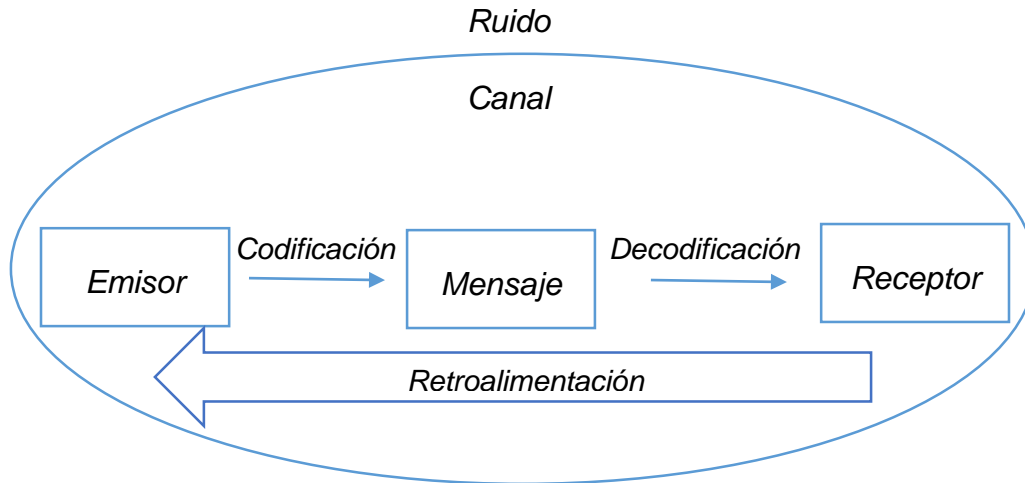 Ruido
Canal
Codificación
Decodificación
Emisor
Mensaje
Receptor
Retroalimentación